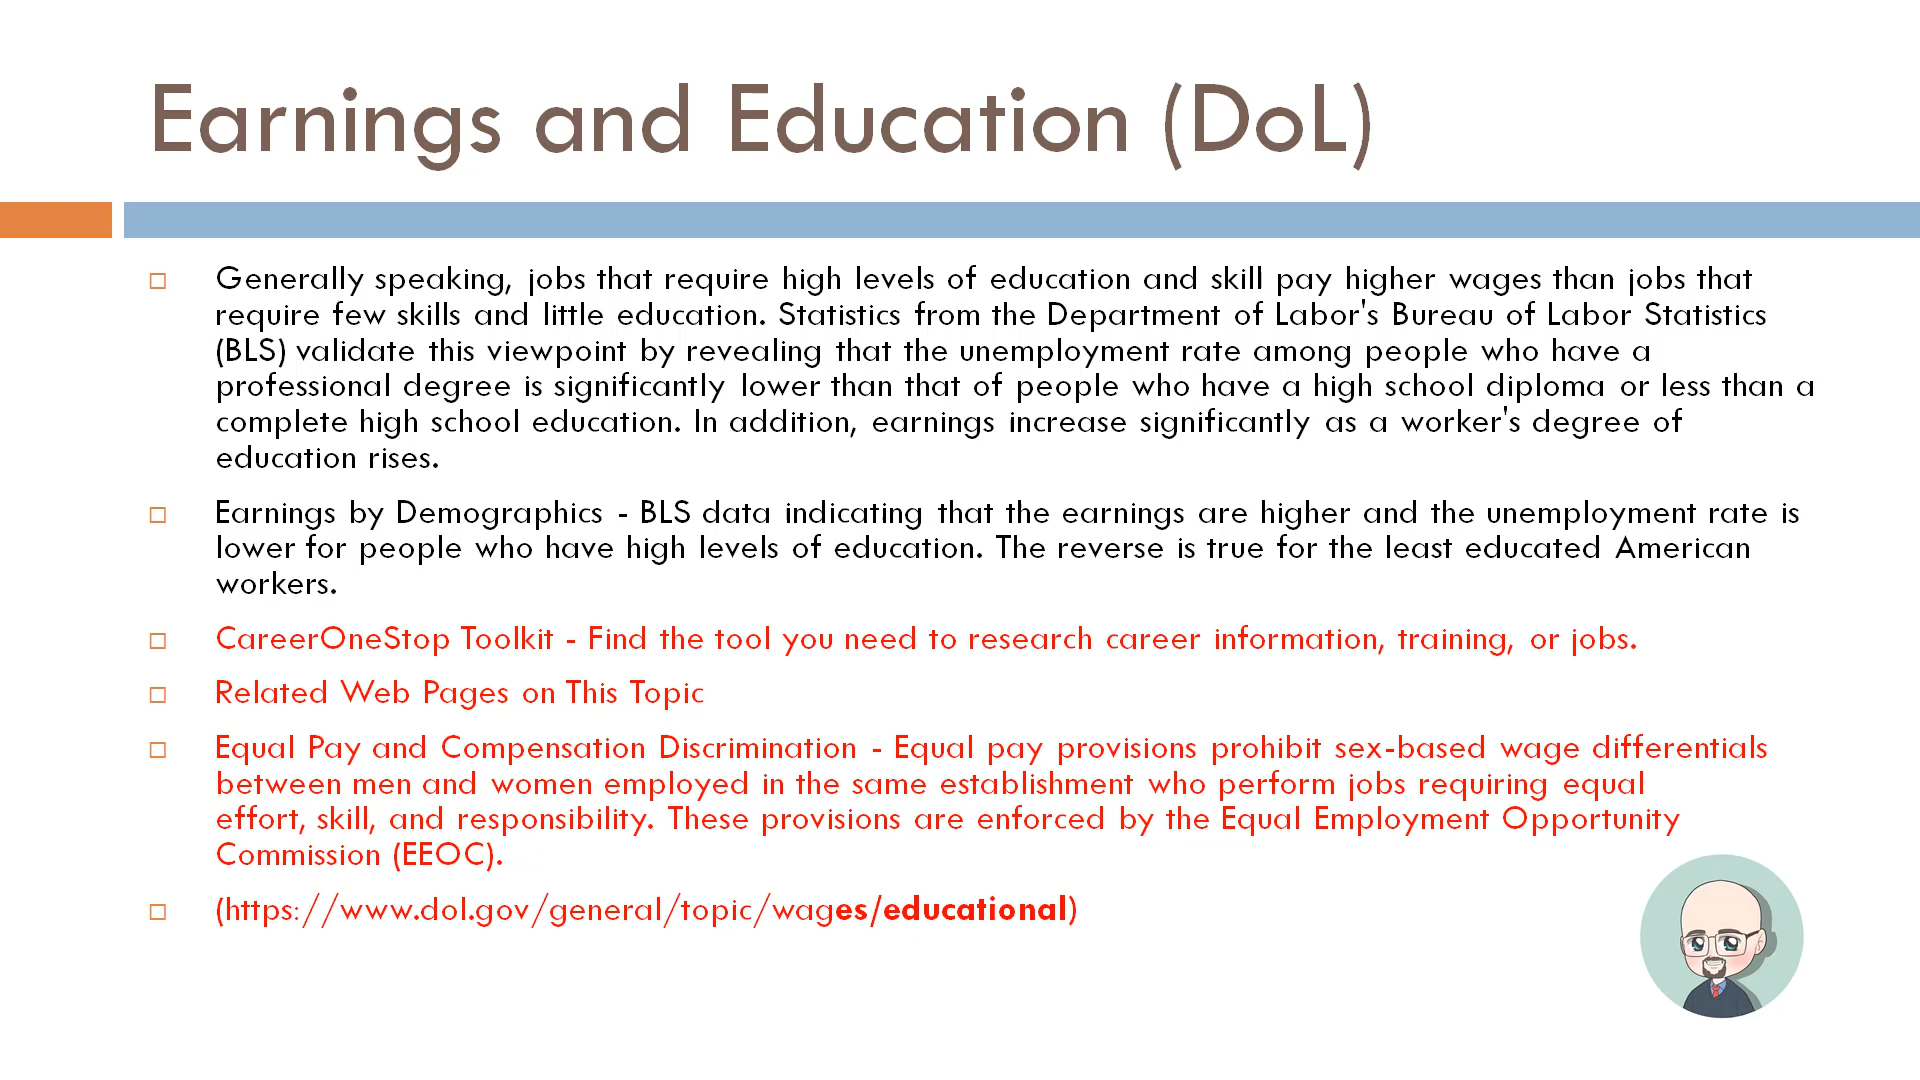 Earnings and Education (DoL)
Generally speaking, jobs that require high levels of education and skill pay higher wages than jobs that
require few skills and little education. Statistics from the Department of Labor's Bureau of Labor Statistics
(BLS) validate this viewpoint by revealing that the unemployment rate among people who have a
professional degree is significantly lower than that of people who have a high school diploma or less than a
complete high school education. In addition, earnings increase significantly as a worker's degree of
education rises.
Earnings by Demographics - BLS data indicating that the earnings are higher and the unemployment rate is
lower for people who have high levels of education. The reverse is true for the least educated American
workers.
CareerOneStop Toolkit - Find the tool you need to research career information, training, or jobs.
Related Web Pages on This Topic
Equal Pay and Compensation Discrimination - Equal pay provisions prohibit sex-based wage differentials
between men and women employed in the same establishment who perform jobs requiring equal
effort, skill, and responsibility. These provisions are enforced by the Equal Employment Opportunity
Commission (EEOC).
(https://www.dol.gov/general/topic/wages/educational)